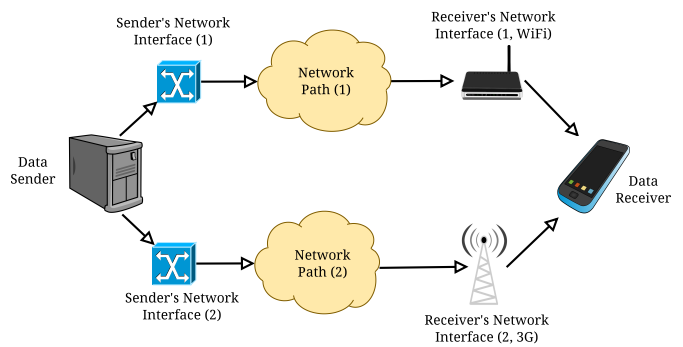 Sender's Network
Interface (1)
Receiver's Network
Interface (1, WiFi)
Network
Path (1)
Data
Sender
Data
Receiver
Network
Path (2)
Sender's Network
Interface (2)
Receiver's Network
Interface (2, 3G)